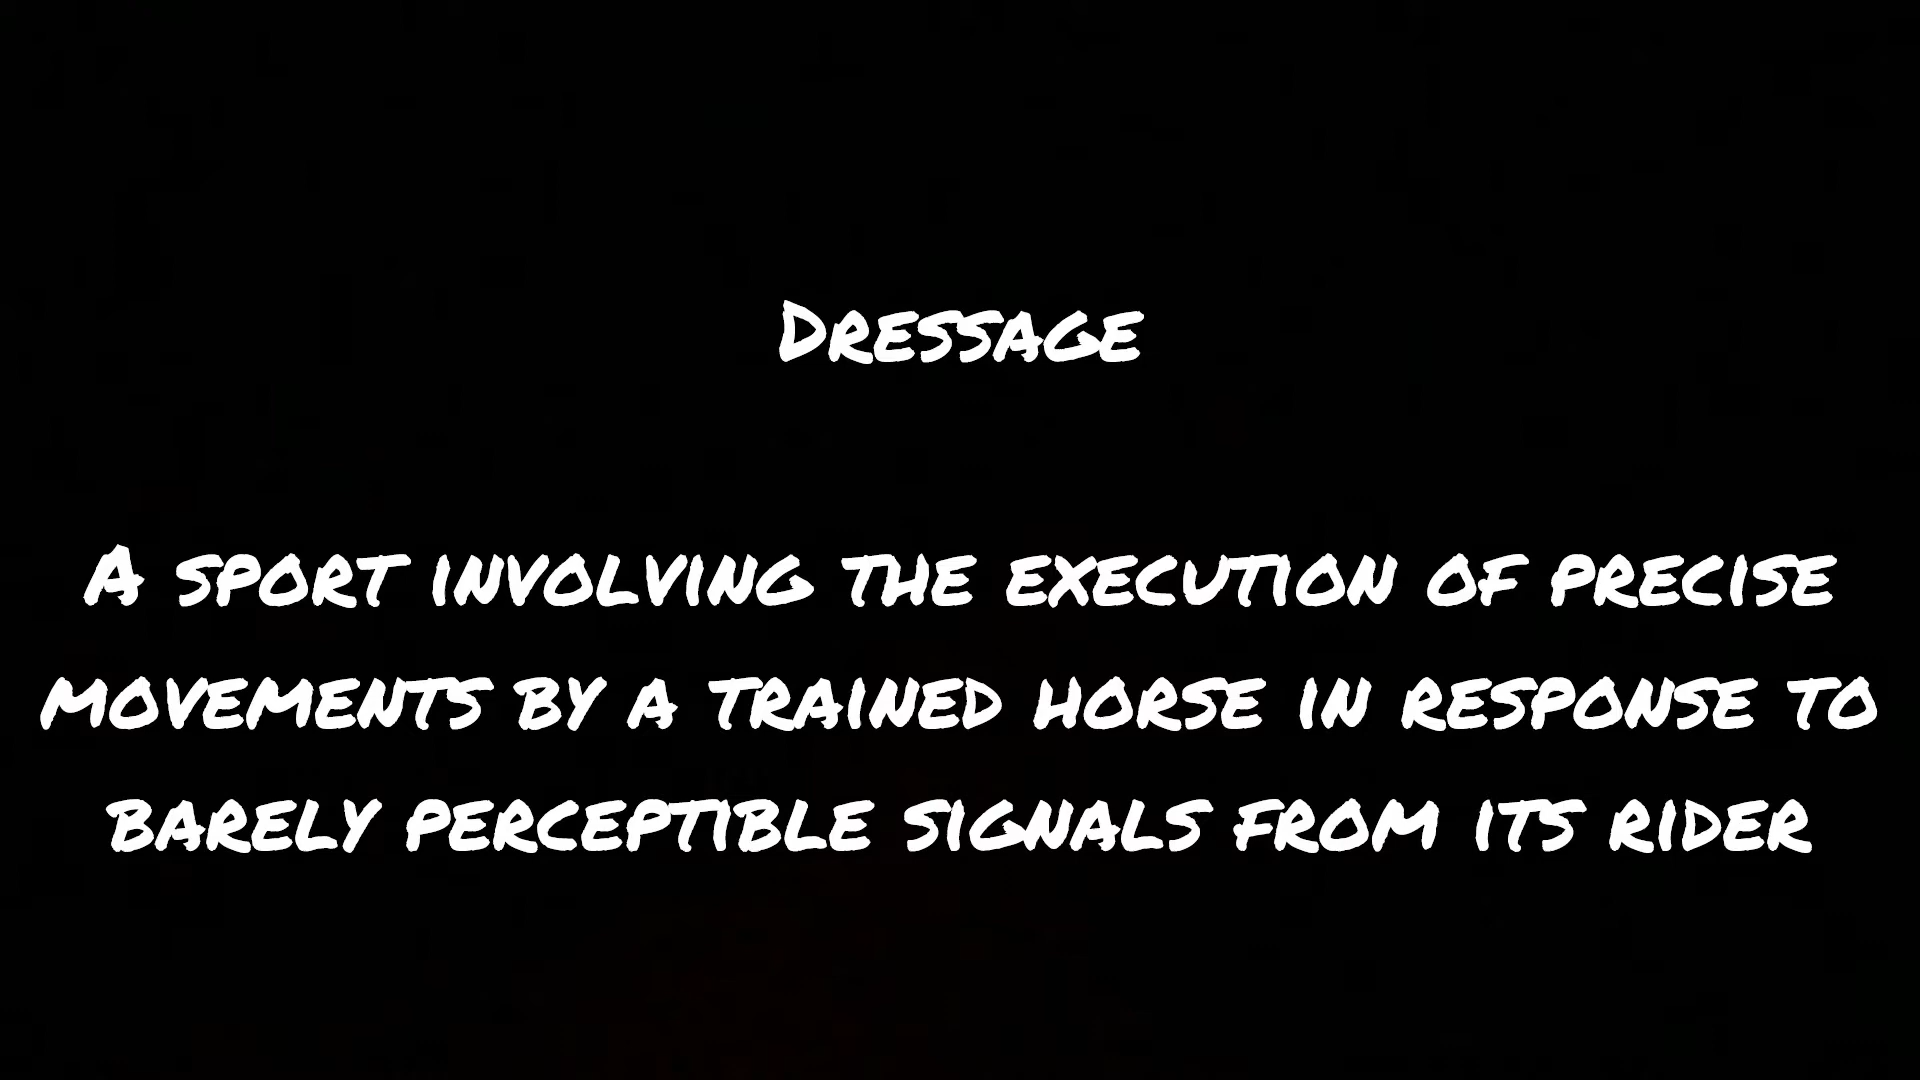 Dressage
A sport involving the execution of precise
movements by a trained horse in response to
barely perceptible signals from its rider